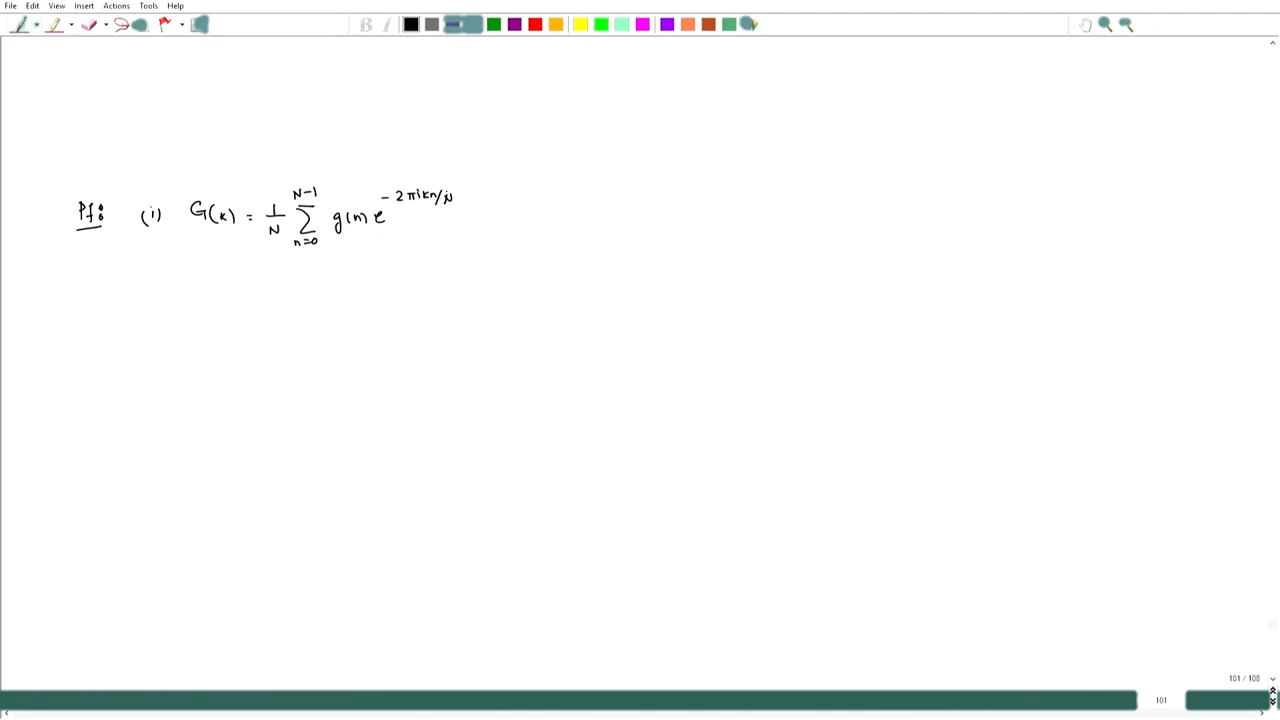 File Edit View Insert Actions Tools Help
B I
Pf: (i) G(k) = 1/N ∑_{n=0}^{N-1} g(n) e^{-2πikn/N}
101 / 108
101